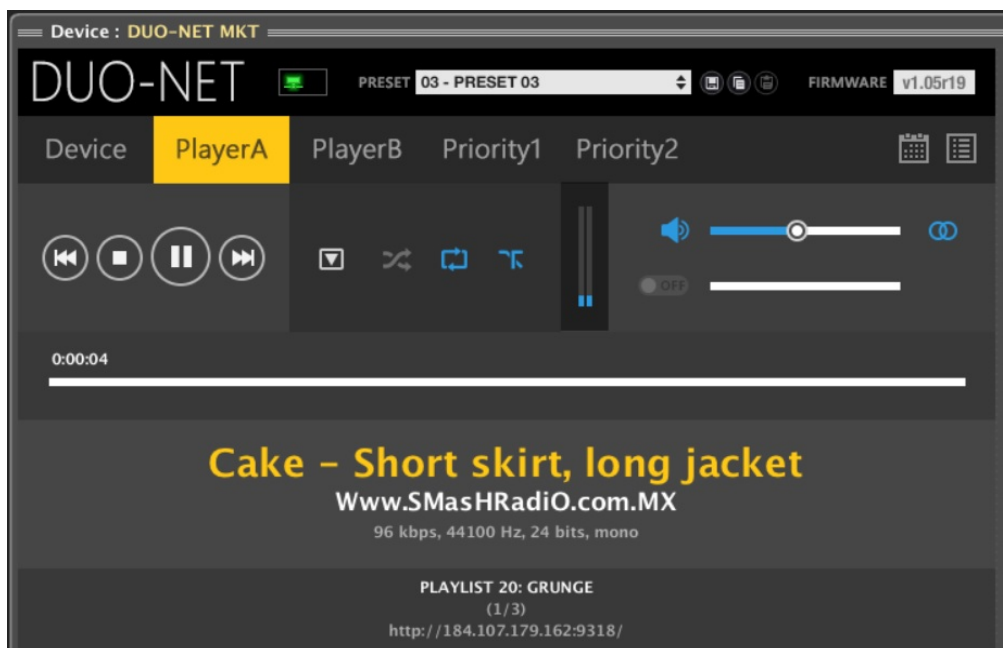 Device : DUO-NET MKT
DUO-NET PRESET 03 - PRESET 03 FIRMWARE v1.05r19
Device PlayerA PlayerB Priority1 Priority2
OFF
0:00:04
Cake – Short skirt, long jacket
Www.SMasHRadiO.com.MX
96 kbps, 44100 Hz, 24 bits, mono
PLAYLIST 20: GRUNGE
(1/3)
http://184.107.179.162:9318/